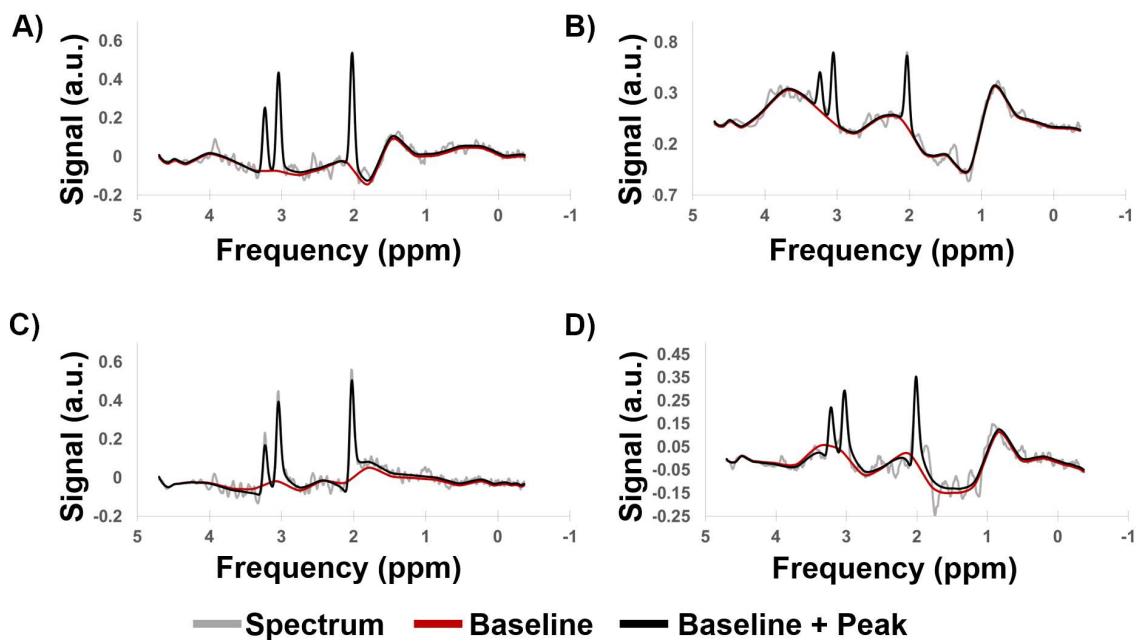 A)
0.6
0.4
0.2
0
-0.2
5 4 3 2 1 0 -1
Signal (a.u.)
Frequency (ppm)
B)
0.8
0.3
-0.2
-0.7
5 4 3 2 1 0 -1
Signal (a.u.)
Frequency (ppm)
C)
0.6
0.4
0.2
0
-0.2
5 4 3 2 1 0 -1
Signal (a.u.)
Frequency (ppm)
D)
0.45
0.35
0.25
0.15
0.05
-0.05
-0.15
-0.25
5 4 3 2 1 0 -1
Signal (a.u.)
Frequency (ppm)
Spectrum Baseline Baseline + Peak